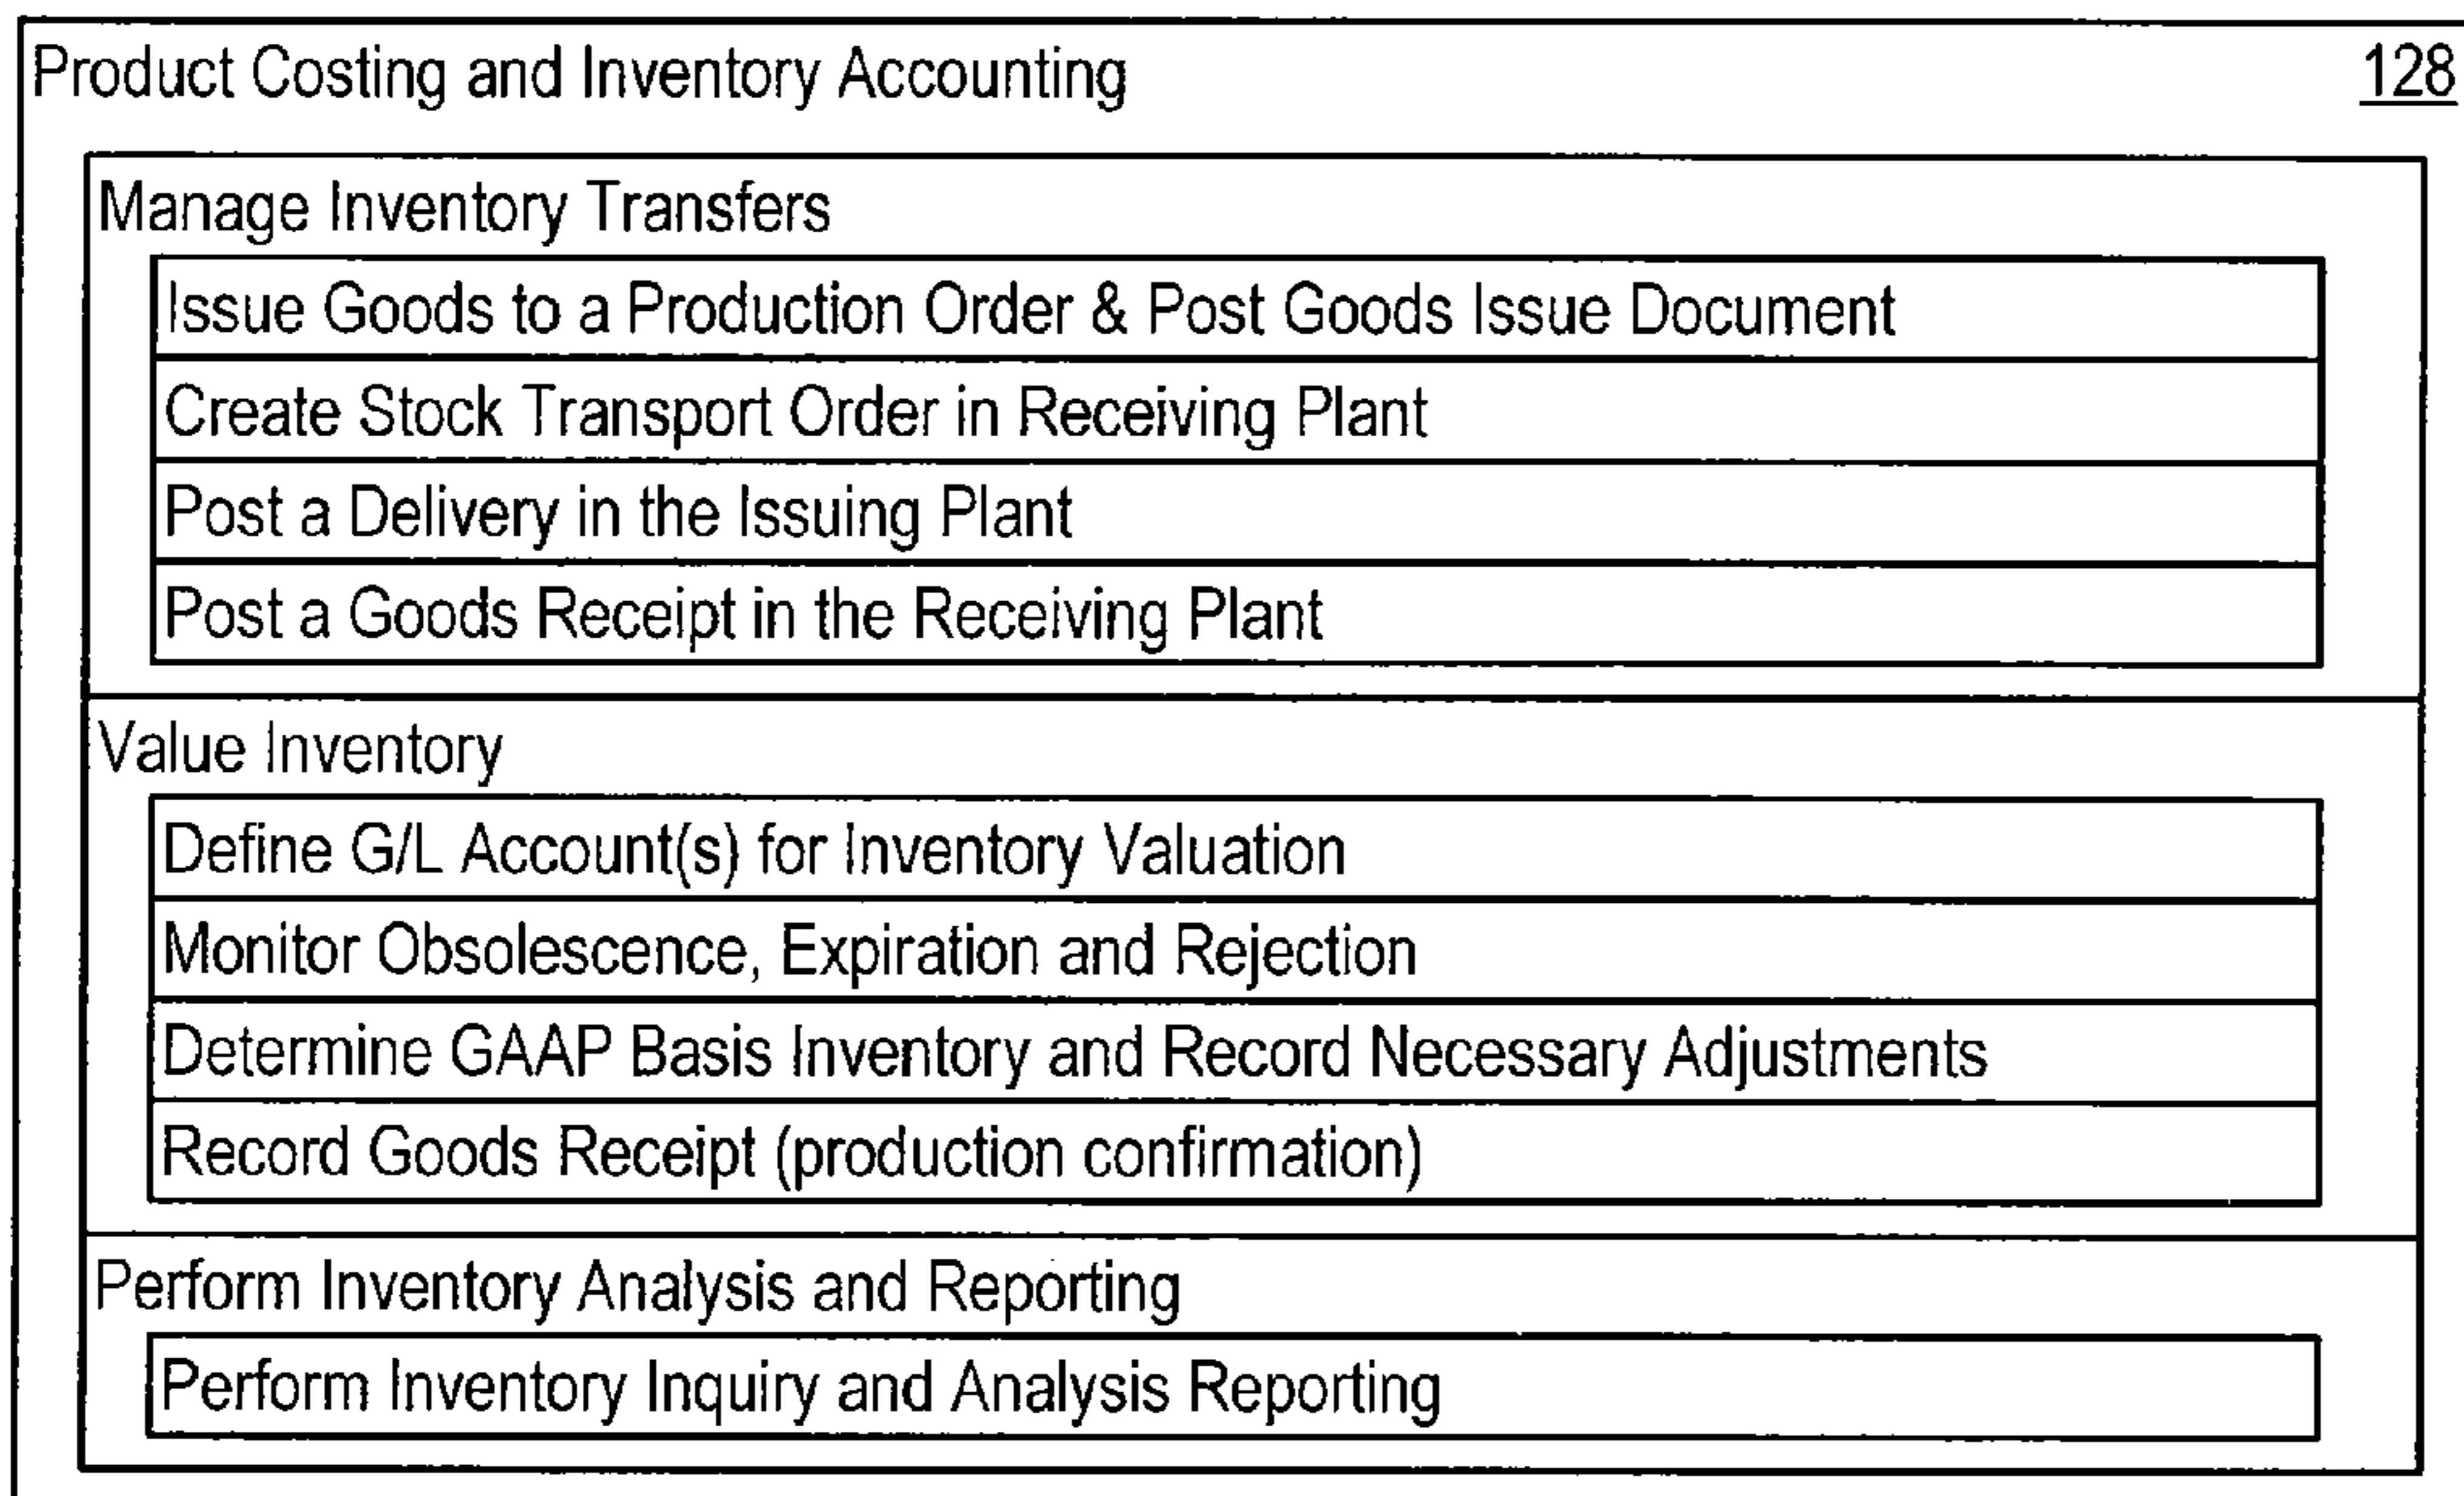 Product Costing and Inventory Accounting 128
Manage Inventory Transfers
Issue Goods to a Production Order & Post Goods Issue Document
Create Stock Transport Order in Receiving Plant
Post a Delivery in the Issuing Plant
Post a Goods Receipt in the Receiving Plant
Value Inventory
Define G/L Account(s) for Inventory Valuation
Monitor Obsolescence, Expiration and Rejection
Determine GAAP Basis Inventory and Record Necessary Adjustments
Record Goods Receipt (production confirmation)
Perform Inventory Analysis and Reporting
Perform Inventory Inquiry and Analysis Reporting